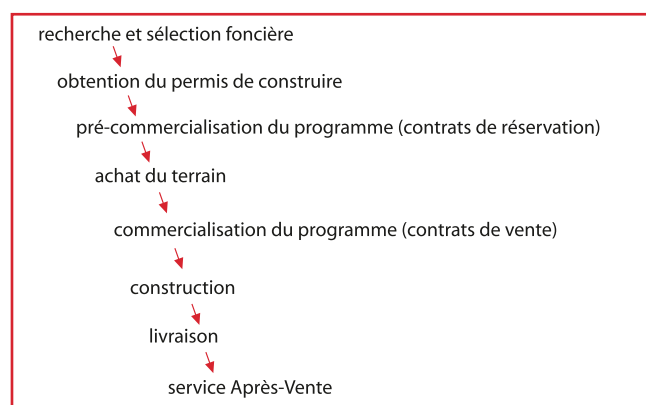 recherche et sélection foncière
obtention du permis de construire
pré-commercialisation du programme (contrats de réservation)
achat du terrain
commercialisation du programme (contrats de vente)
construction
livraison
service Après-Vente